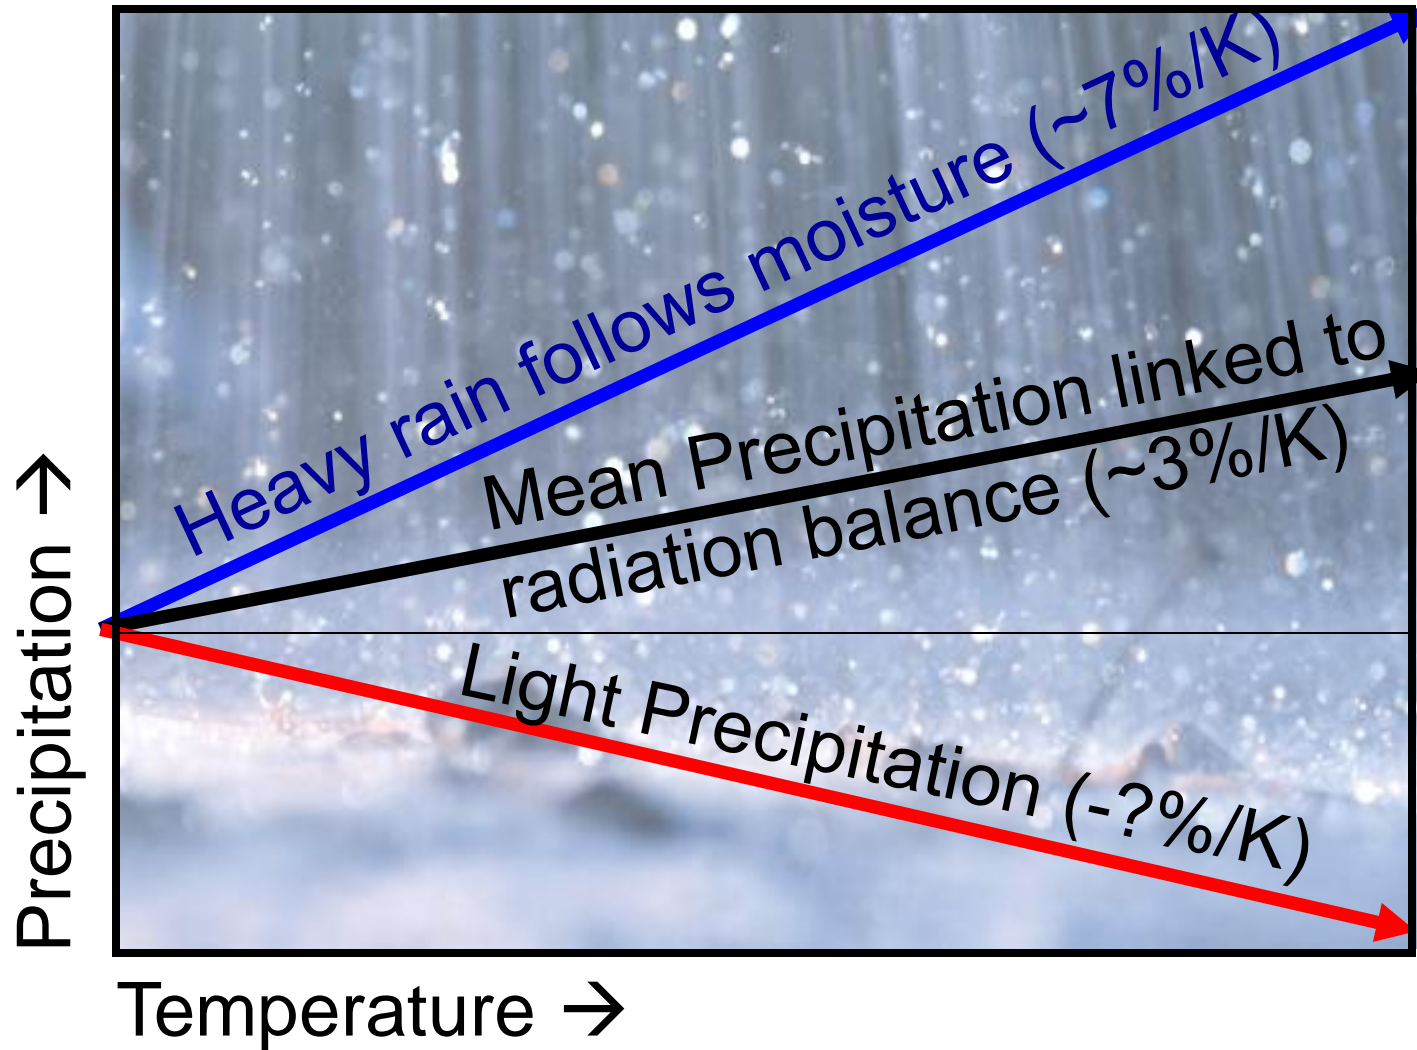 Heavy rain follows moisture (~7%/K)
Mean Precipitation linked to
radiation balance (~3%/K)
Light Precipitation (-?%/K)
Precipitation →
Temperature →